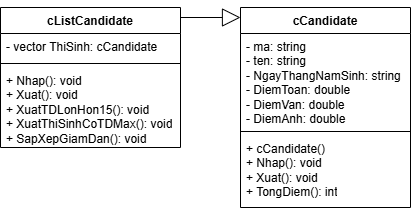 cListCandidate
- vector ThiSinh: cCandidate
+ Nhap(): void
+ Xuat(): void
+ XuatTDLonHon15(): void
+ XuatThiSinhCoTDMax(): void
+ SapXepGiamDan(): void
cCandidate
- ma: string
- ten: string
- NgayThangNamSinh: string
- DiemToan: double
- DiemVan: double
- DiemAnh: double
+ cCandidate()
+ Nhap(): void
+ Xuat(): void
+ TongDiem(): int